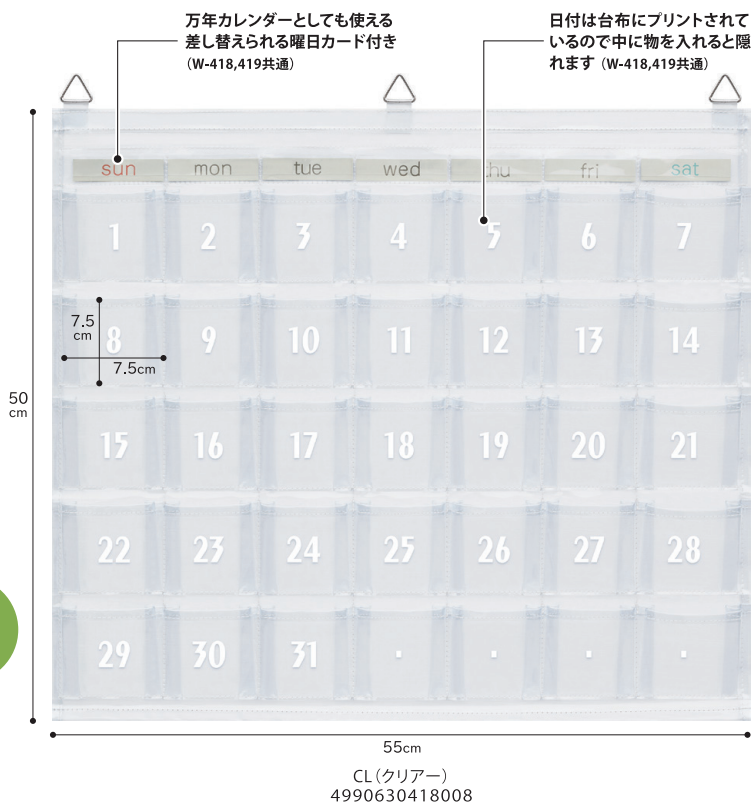 万年カレンダーとしても使える
差し替えられる曜日カード付き
（W-418,419共通）
日付は台布にプリントされて
いるので中に物を入れると隠
れます（W-418,419共通）
sun mon tue wed thu fri sat
1 2 3 4 5 6 7
7.5
cm
7.5cm
8 9 10 11 12 13 14
50
cm
15 16 17 18 19 20 21
22 23 24 25 26 27 28
29 30 31 . . . .
55cm
CL（クリアー）
4990630418008